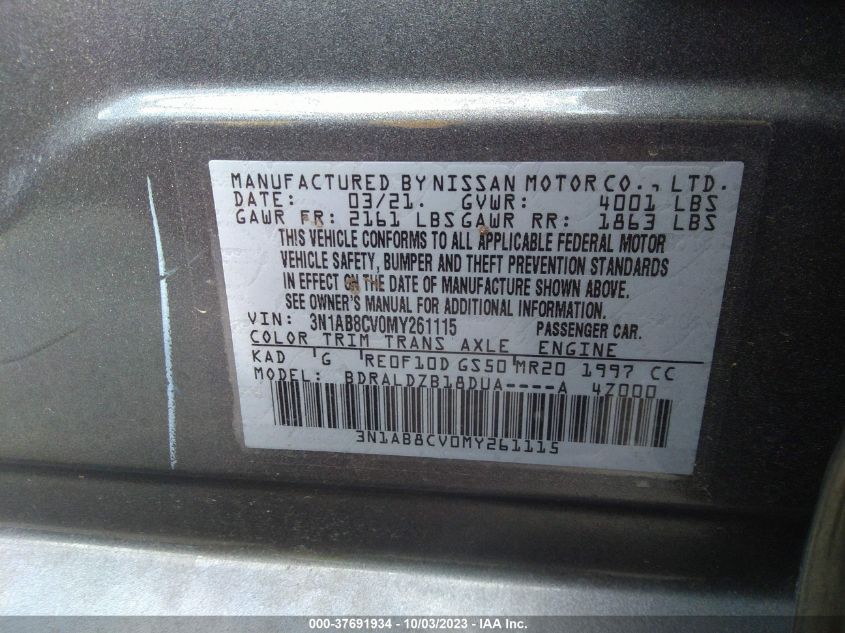 MANUFACTURED BY NISSAN MOTOR CO., LTD.
DATE: 03/21. GVWR: 4001 LBS
GAWR FR: 2161 LBS GAWR RR: 1863 LBS
THIS VEHICLE CONFORMS TO ALL APPLICABLE FEDERAL MOTOR
VEHICLE SAFETY, BUMPER AND THEFT PREVENTION STANDARDS
IN EFFECT ON THE DATE OF MANUFACTURE SHOWN ABOVE.
SEE OWNER'S MANUAL FOR ADDITIONAL INFORMATION.
VIN: 3N1AB8CV0MY261115 PASSENGER CAR.
COLOR TRIM TRANS AXLE ENGINE
KAD G RE0F10D GS50 MR20 1997 CC
MODEL: BDRALDZB18DUA----A 4Z000
3N1AB8CV0MY261115
000-37691934 - 10/03/2023 - IAA Inc.